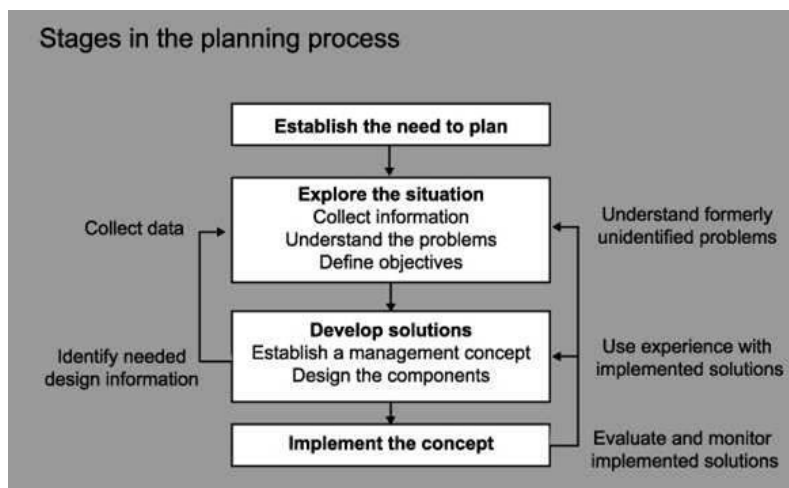 Stages in the planning process
Establish the need to plan
Explore the situation
Collect information
Understand the problems
Define objectives
Collect data
Understand formerly
unidentified problems
Develop solutions
Establish a management concept
Design the components
Identify needed
design information
Use experience with
implemented solutions
Implement the concept
Evaluate and monitor
implemented solutions